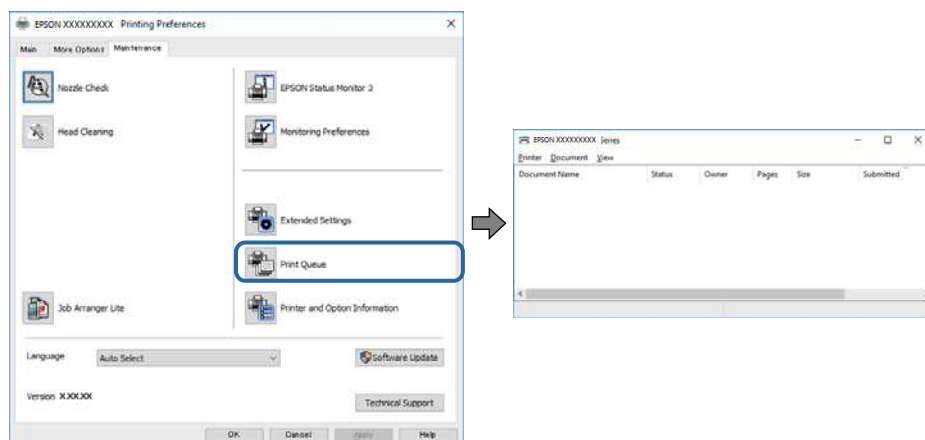 EPSON XXXXXXXXX Printing Preferences
Main More Options Maintenance
Nozzle Check
EPSON Status Monitor 3
Head Cleaning
Monitoring Preferences
Extended Settings
Print Queue
Job Arranger Lite
Printer and Option Information
Language Auto Select Software Update
Version X.XX.XX
Technical Support
OK Cancel Apply Help
EPSON XXXXXXXXX Series
Printer Document View
Document Name Status Owner Pages Size Submitted